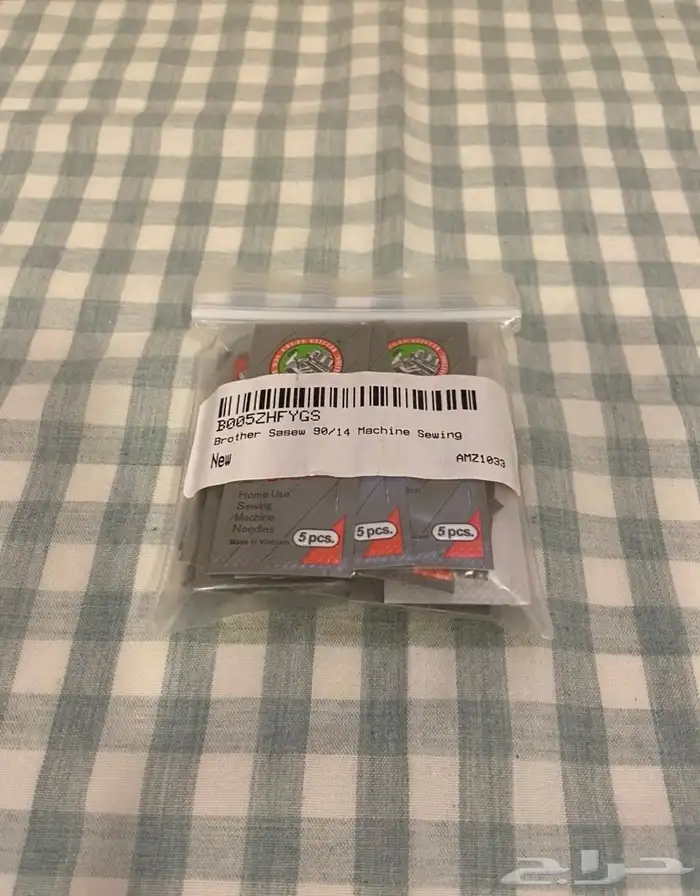 B005ZHFYGS
Brother Sasew 90/14 Machine Sewing
New
AMZ1033
Home Use
Sewing
Machine
Needles
Made in Vietnam
5 pcs.
5 pcs.
5 pcs.
حراج